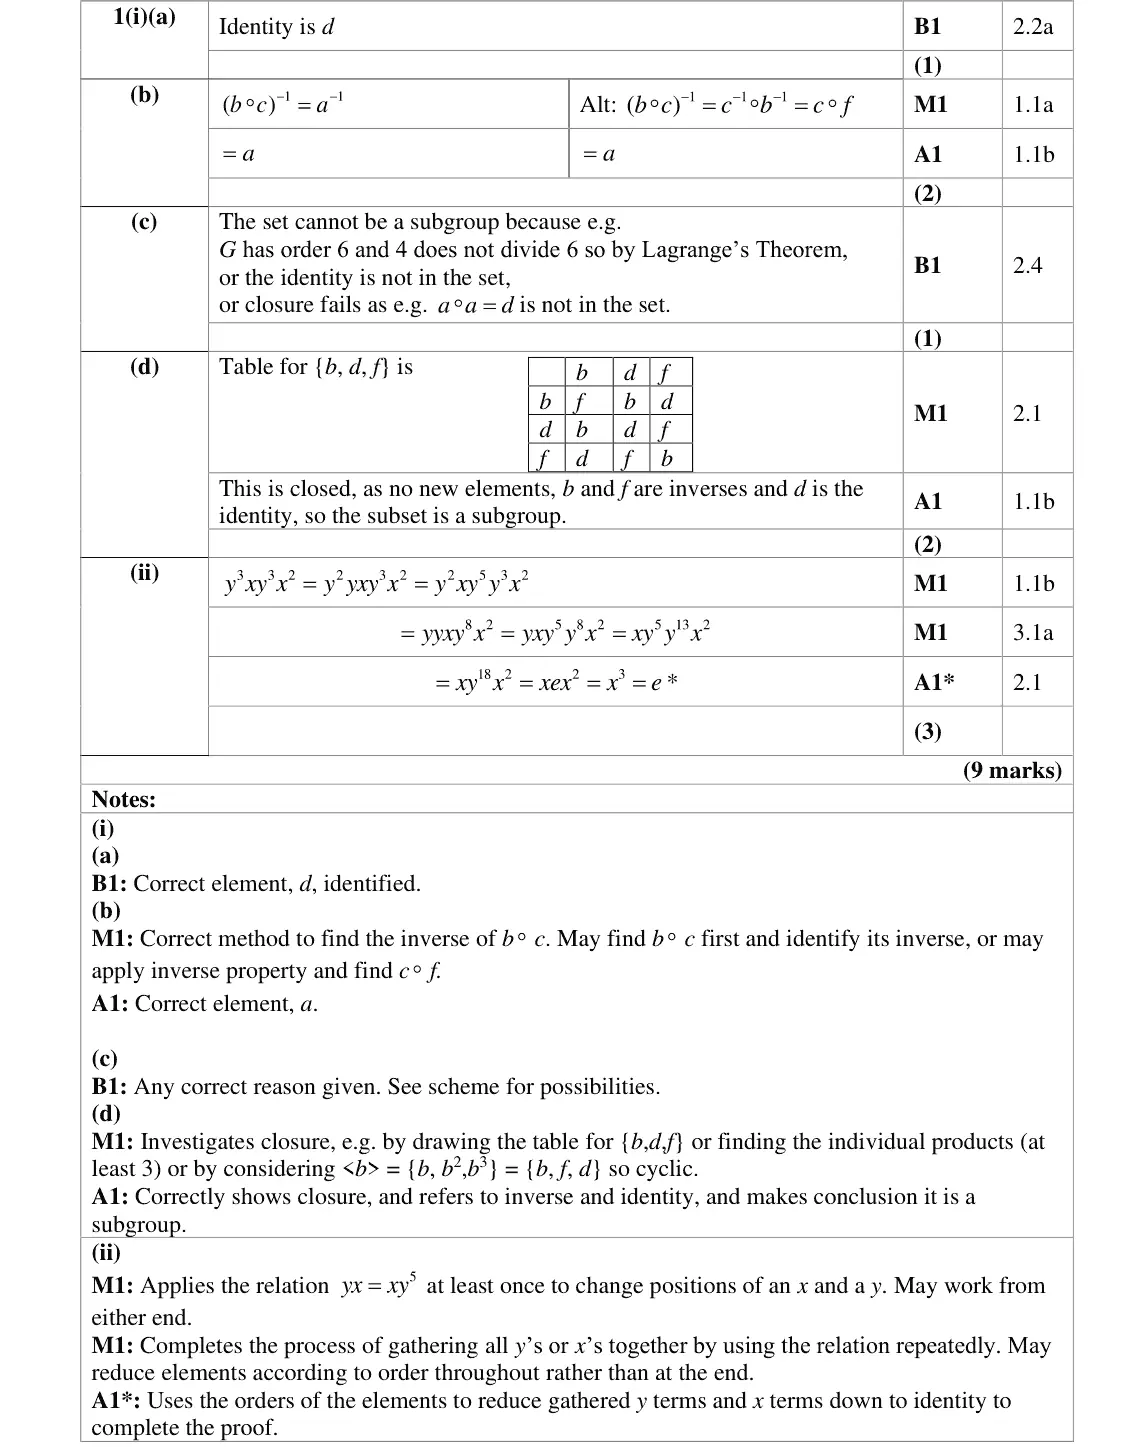 1(i)(a) Identity is d B1 2.2a
(1)
(b) (b∘c)⁻¹ = a⁻¹ Alt: (b∘c)⁻¹ = c⁻¹∘b⁻¹ = c∘f M1 1.1a
= a = a A1 1.1b
(2)
(c) The set cannot be a subgroup because e.g.
G has order 6 and 4 does not divide 6 so by Lagrange’s Theorem,
or the identity is not in the set,
or closure fails as e.g. a∘a = d is not in the set. B1 2.4
(1)
(d) Table for {b, d, f} is M1 2.1
b d f
b f b d
d b d f
f d f b
This is closed, as no new elements, b and f are inverses and d is the
identity, so the subset is a subgroup. A1 1.1b
(2)
(ii) y³xy³x² = y²yxy³x² = y²xy⁵y³x² M1 1.1b
= yyxy⁸x² = yxy⁵y⁸x² = xy⁵y¹³x² M1 3.1a
= xy¹⁸x² = xex² = x³ = e * A1* 2.1
(3)
(9 marks)
Notes:
(i)
(a)
B1: Correct element, d, identified.
(b)
M1: Correct method to find the inverse of b∘ c. May find b∘ c first and identify its inverse, or may
apply inverse property and find c∘ f.
A1: Correct element, a.
(c)
B1: Any correct reason given. See scheme for possibilities.
(d)
M1: Investigates closure, e.g. by drawing the table for {b,d,f} or finding the individual products (at
least 3) or by considering <b> = {b, b²,b³} = {b, f, d} so cyclic.
A1: Correctly shows closure, and refers to inverse and identity, and makes conclusion it is a
subgroup.
(ii)
M1: Applies the relation yx = xy⁵ at least once to change positions of an x and a y. May work from
either end.
M1: Completes the process of gathering all y’s or x’s together by using the relation repeatedly. May
reduce elements according to order throughout rather than at the end.
A1*: Uses the orders of the elements to reduce gathered y terms and x terms down to identity to
complete the proof.